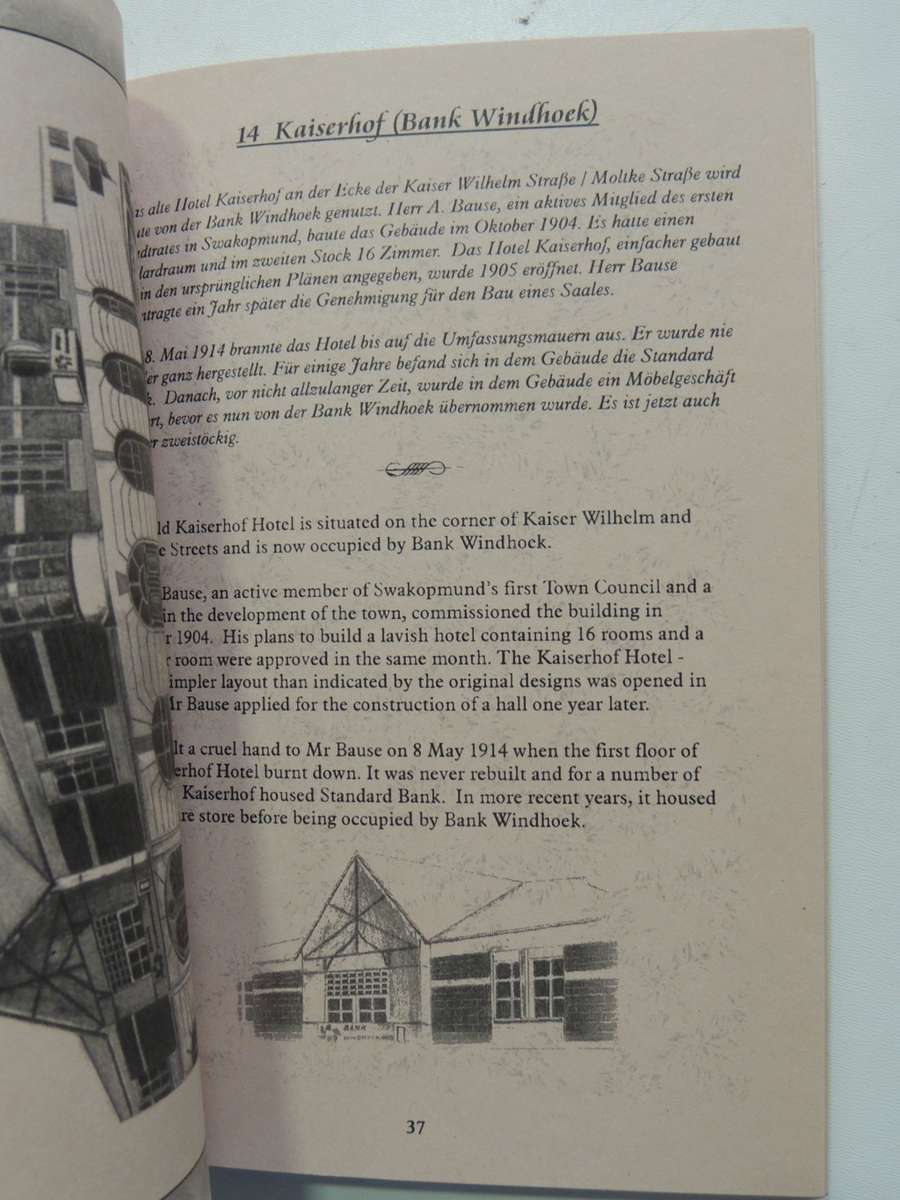 14 Kaiserhof (Bank Windhoek)
alte Hotel Kaiserhof an der Ecke der Kaiser Wilhelm Straße / Moltke Straße wird
von der Bank Windhoek genutzt. Herr A. Bause, ein aktives Mitglied des ersten
in Swakopmund, baute das Gebäude im Oktober 1904. Es hatte einen
und im zweiten Stock 16 Zimmer. Das Hotel Kaiserhof, einfacher gebaut
in den ursprünglichen Plänen angegeben, wurde 1905 eröffnet. Herr Bause
ein Jahr später die Genehmigung für den Bau eines Saales.
8. Mai 1914 brannte das Hotel bis auf die Umfassungsmauern aus. Er wurde nie
ganz hergestellt. Für einige Jahre befand sich in dem Gebäude die Standard
Danach, vor nicht allzulanger Zeit, wurde in dem Gebäude ein Möbelgeschäft
bevor es nun von der Bank Windhoek übernommen wurde. Es ist jetzt auch
zweistöckig.
ld Kaiserhof Hotel is situated on the corner of Kaiser Wilhelm and
e Streets and is now occupied by Bank Windhoek.
Bause, an active member of Swakopmund's first Town Council and a
in the development of the town, commissioned the building in
r 1904. His plans to build a lavish hotel containing 16 rooms and a
r room were approved in the same month. The Kaiserhof Hotel -
impler layout than indicated by the original designs was opened in
Mr Bause applied for the construction of a hall one year later.
lt a cruel hand to Mr Bause on 8 May 1914 when the first floor of
erhof Hotel burnt down. It was never rebuilt and for a number of
Kaiserhof housed Standard Bank. In more recent years, it housed
re store before being occupied by Bank Windhoek.
BANK
WINDHOEK
37